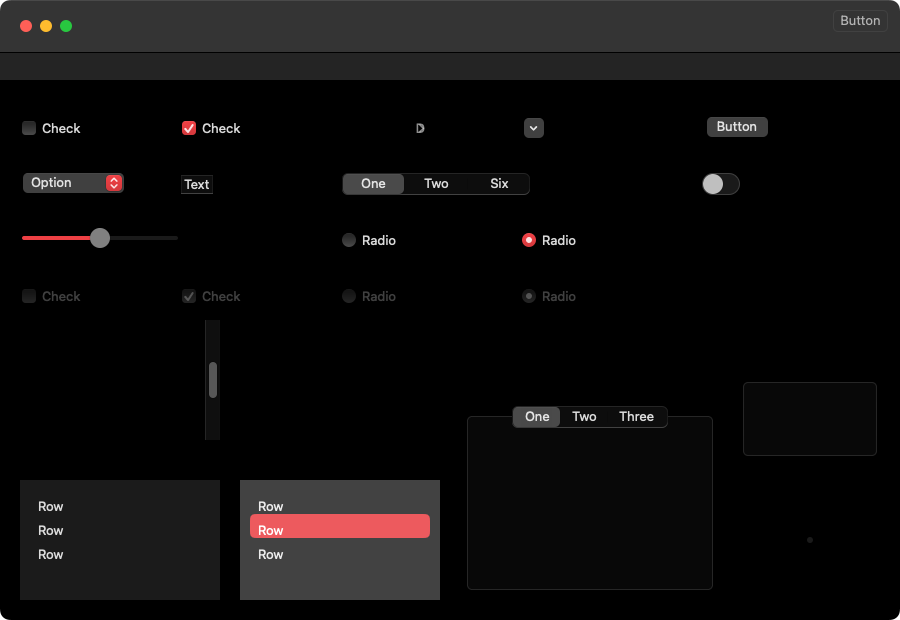 Button
Check
Check
D
Button
Option
Text
One Two Six
Radio
Radio
Check
Check
Radio
Radio
One Two Three
Row
Row
Row
Row
Row
Row